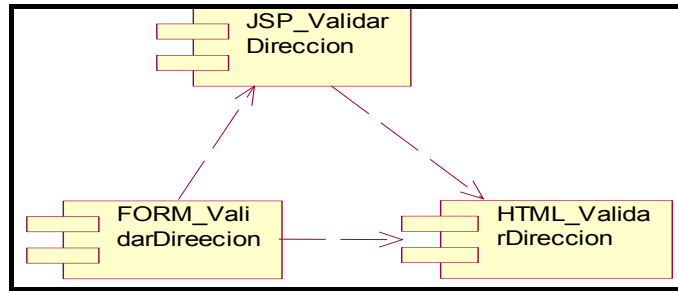 JSP_Validar
Direccion
FORM_Vali
darDireecion
HTML_Valida
rDireccion